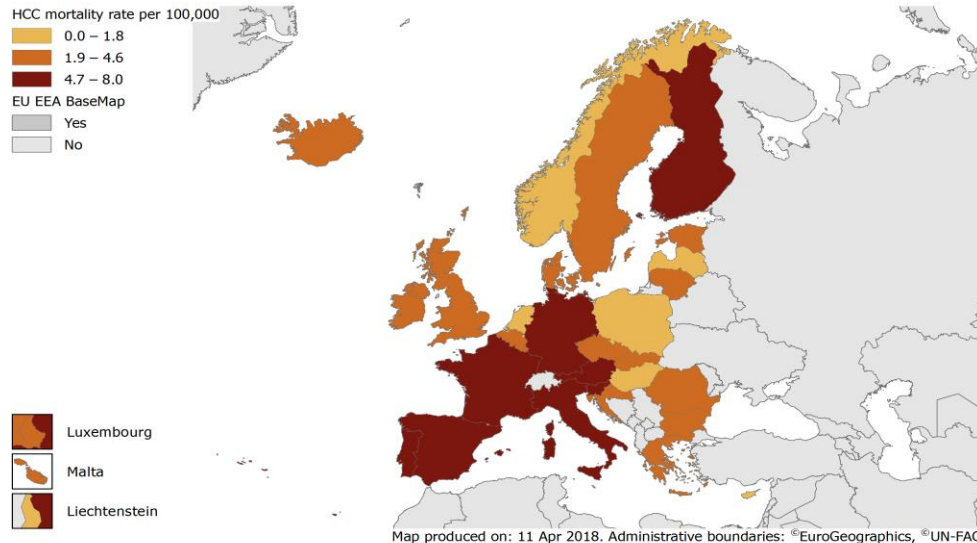 HCC mortality rate per 100,000
0.0 – 1.8
1.9 – 4.6
4.7 – 8.0
EU EEA BaseMap
Yes
No
Luxembourg
Malta
Liechtenstein
Map produced on: 11 Apr 2018. Administrative boundaries: ©EuroGeographics, ©UN-FAO